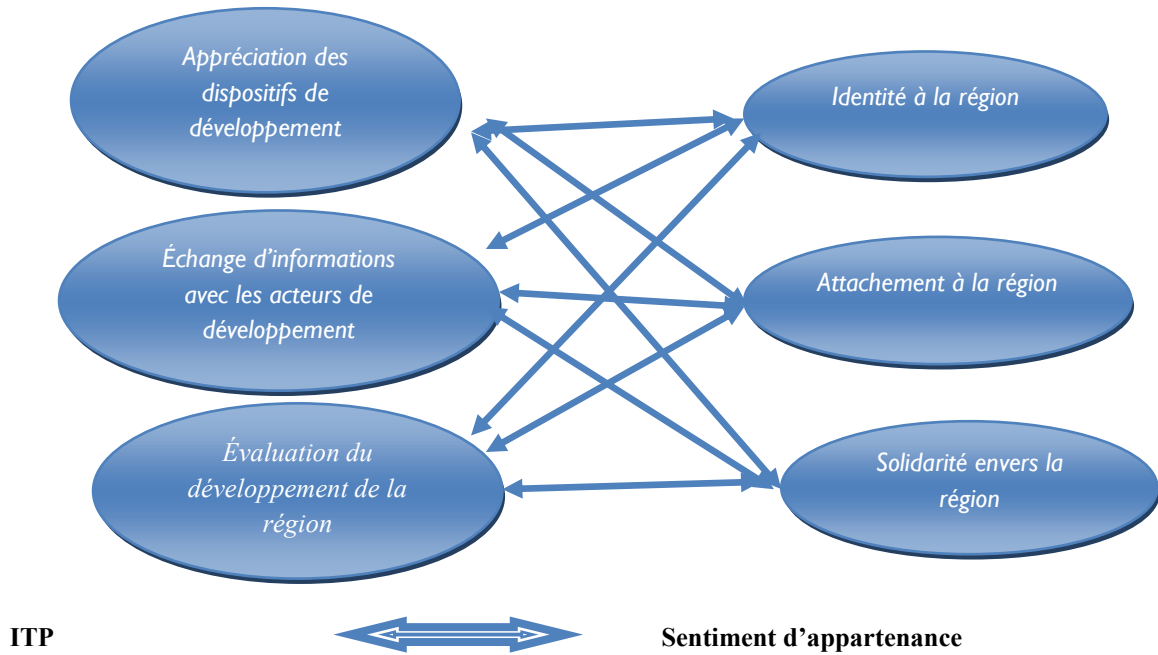 Appréciation des
dispositifs de
développement
Identité à la région
Échange d'informations
avec les acteurs de
développement
Attachement à la région
Évaluation du
développement de la
région
Solidarité envers la
région
ITP
Sentiment d'appartenance